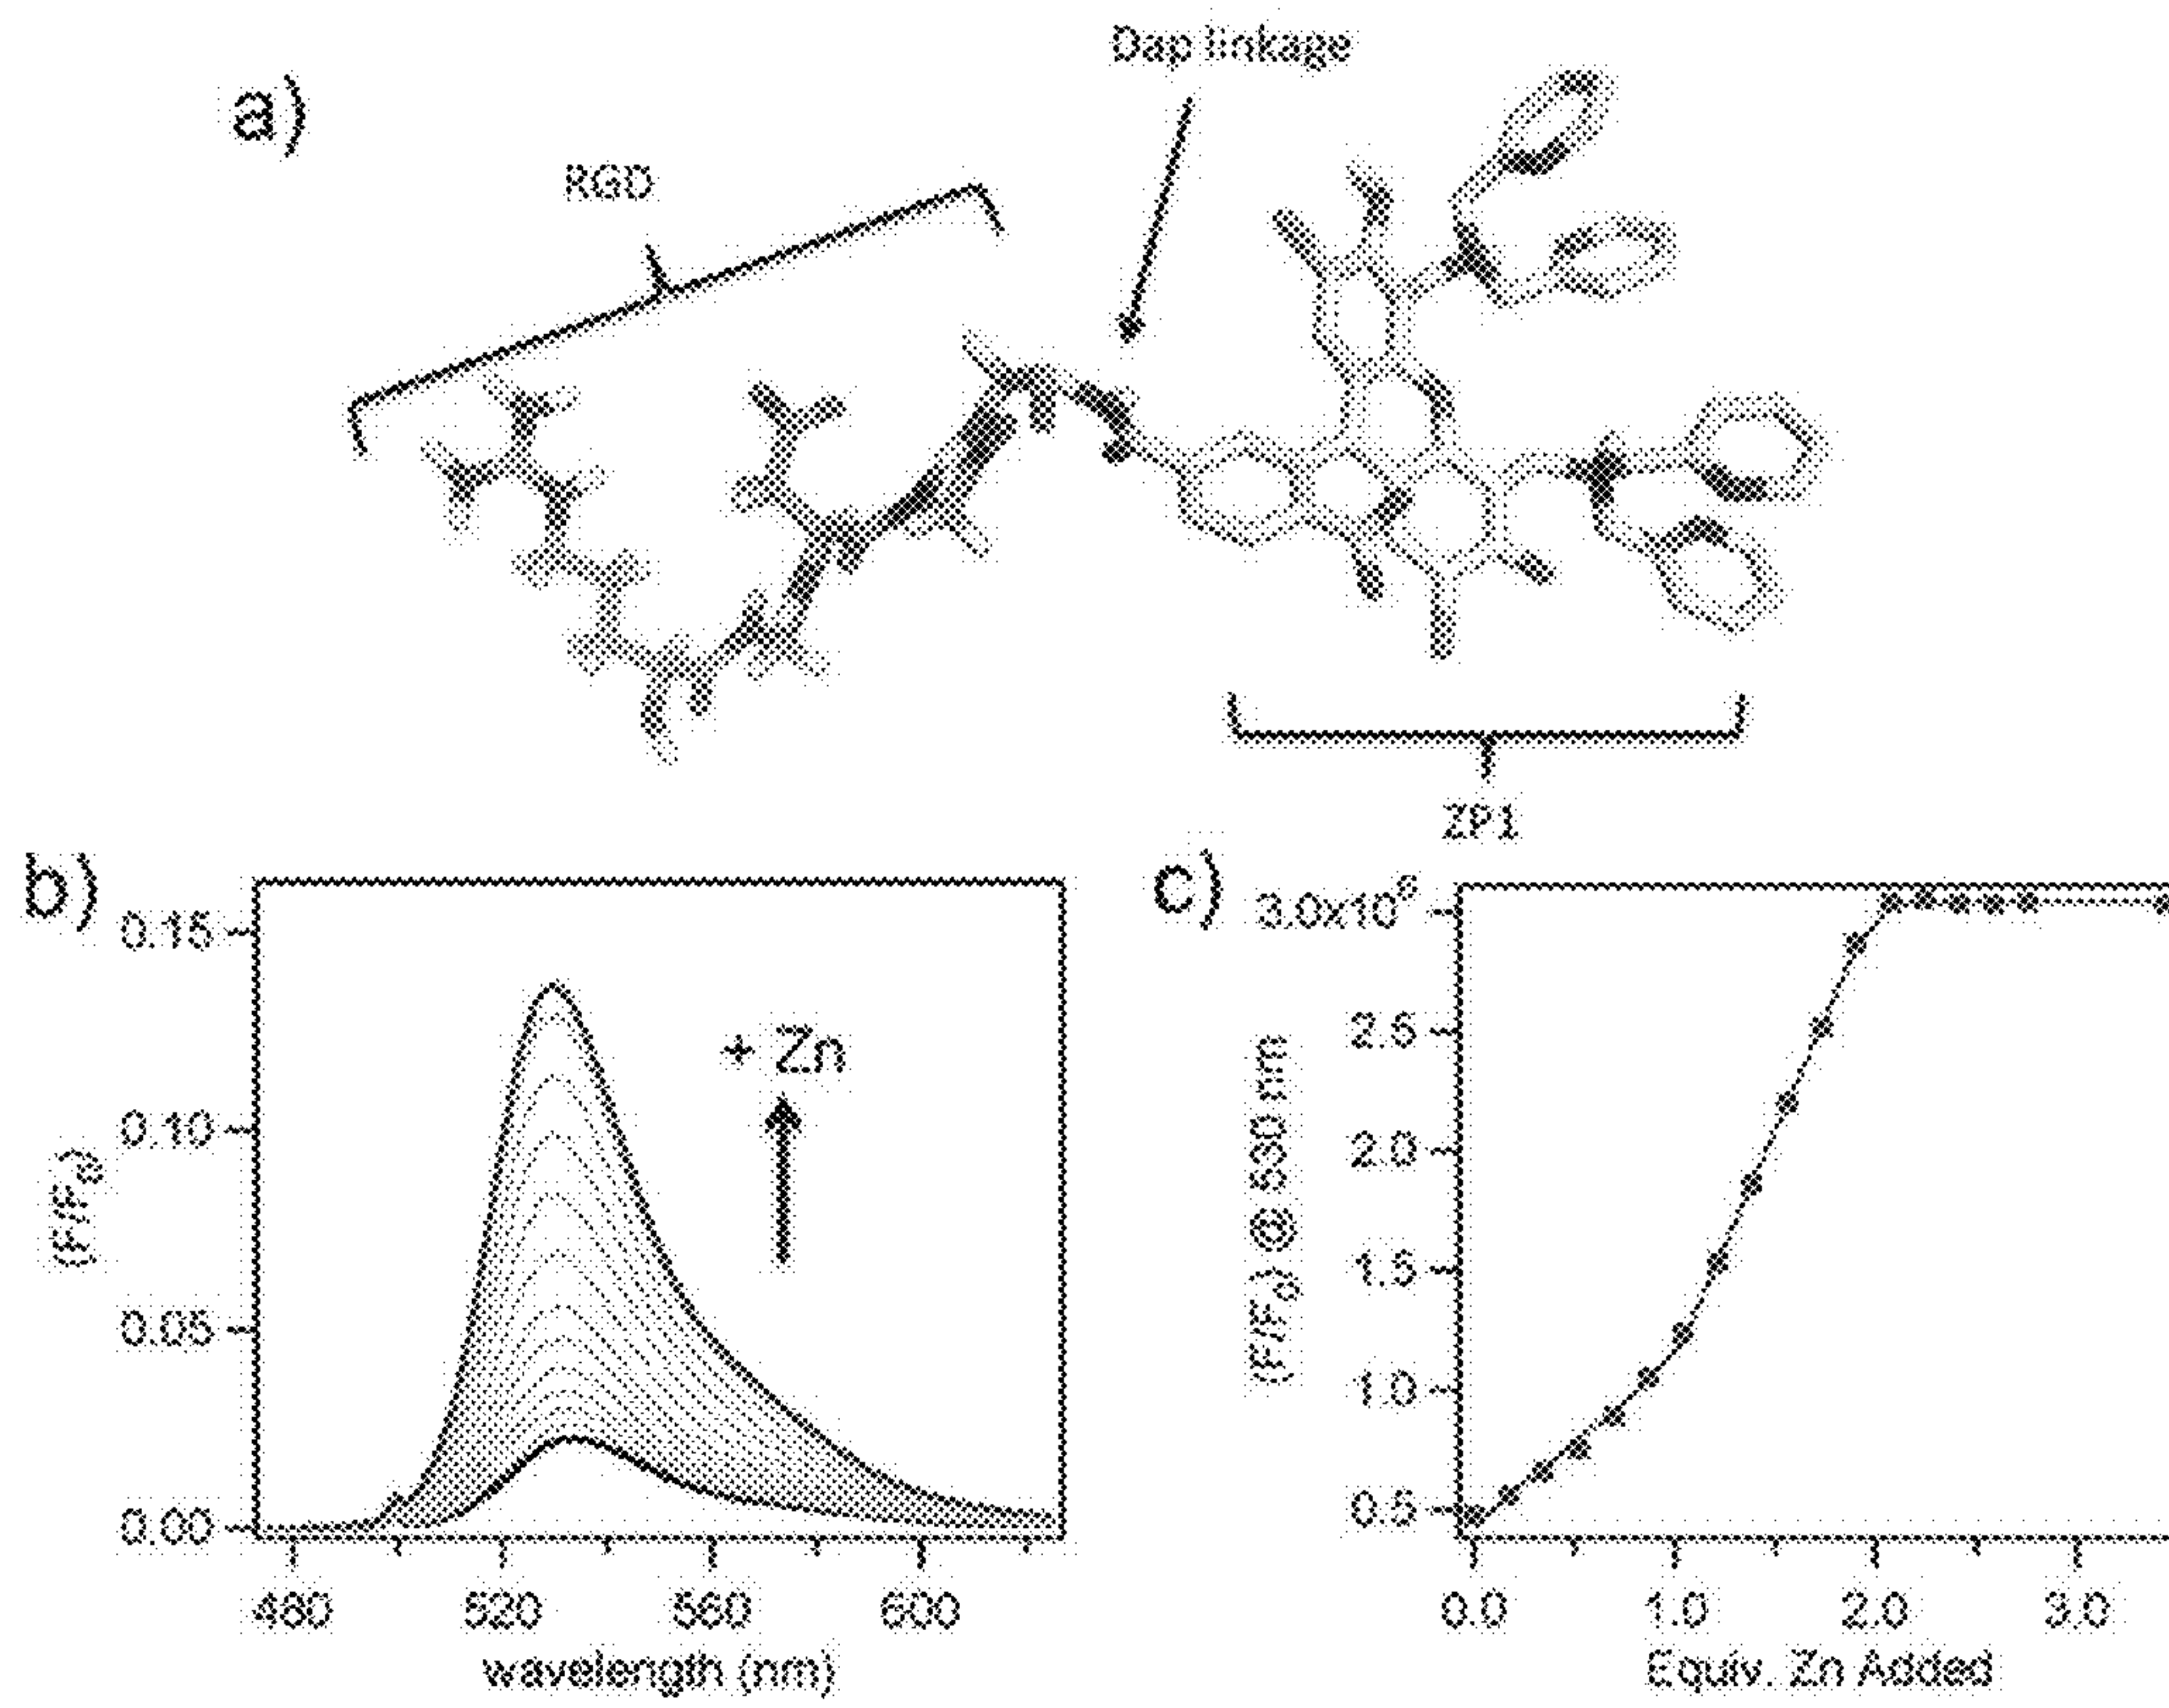 Dap linkage
a)
RGD
ZP1
b)
0.15
0.10
0.05
0.00
(F/F₀)
+ Zn
480 520 560 600
wavelength (nm)
c)
3.0x10⁶
2.5
2.0
1.5
1.0
0.5
(F/F₀) @ 530 nm
0.0 1.0 2.0 3.0
Equiv. Zn Added